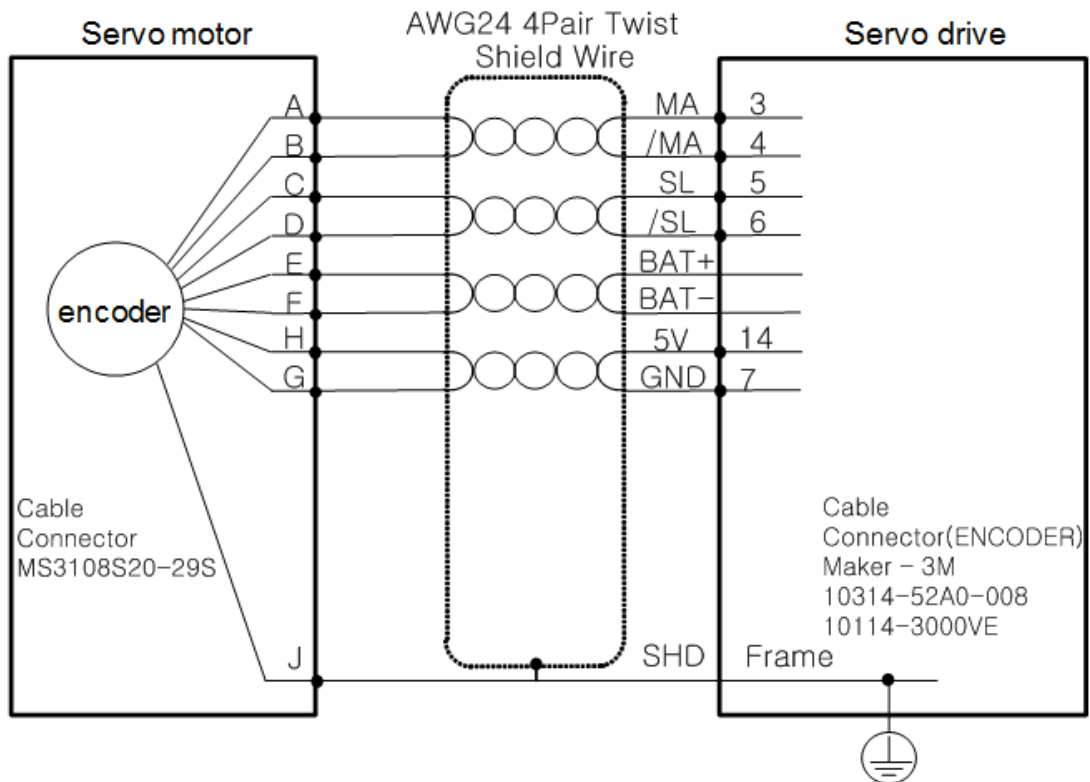 Servo motor
AWG24 4Pair Twist
Shield Wire
Servo drive
A
MA
3
B
/MA
4
C
SL
5
D
/SL
6
E
BAT+
F
BAT-
encoder
H
5V
14
G
GND
7
Cable
Connector
MS3108S20-29S
Cable
Connector(ENCODER)
Maker - 3M
10314-52A0-008
10114-3000VE
J
SHD
Frame